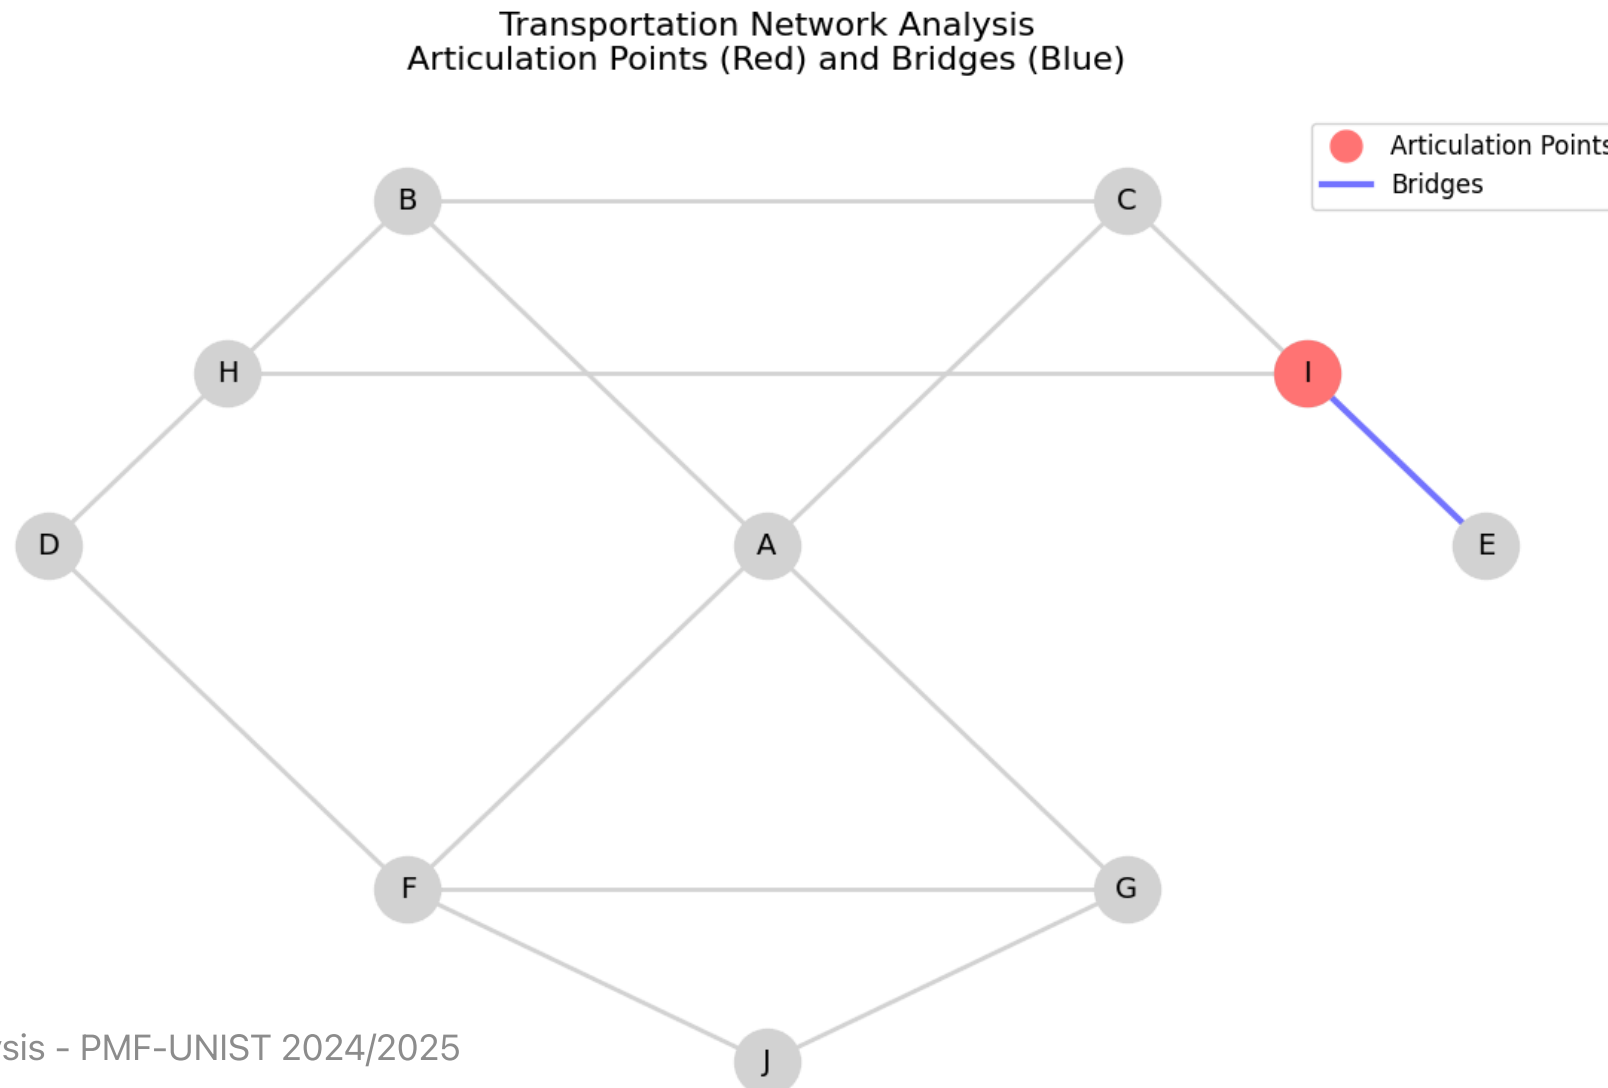 Transportation Network Analysis
Articulation Points (Red) and Bridges (Blue)
Articulation Points
Bridges
B
C
H
I
D
A
E
F
G
J
sis - PMF-UNIST 2024/2025